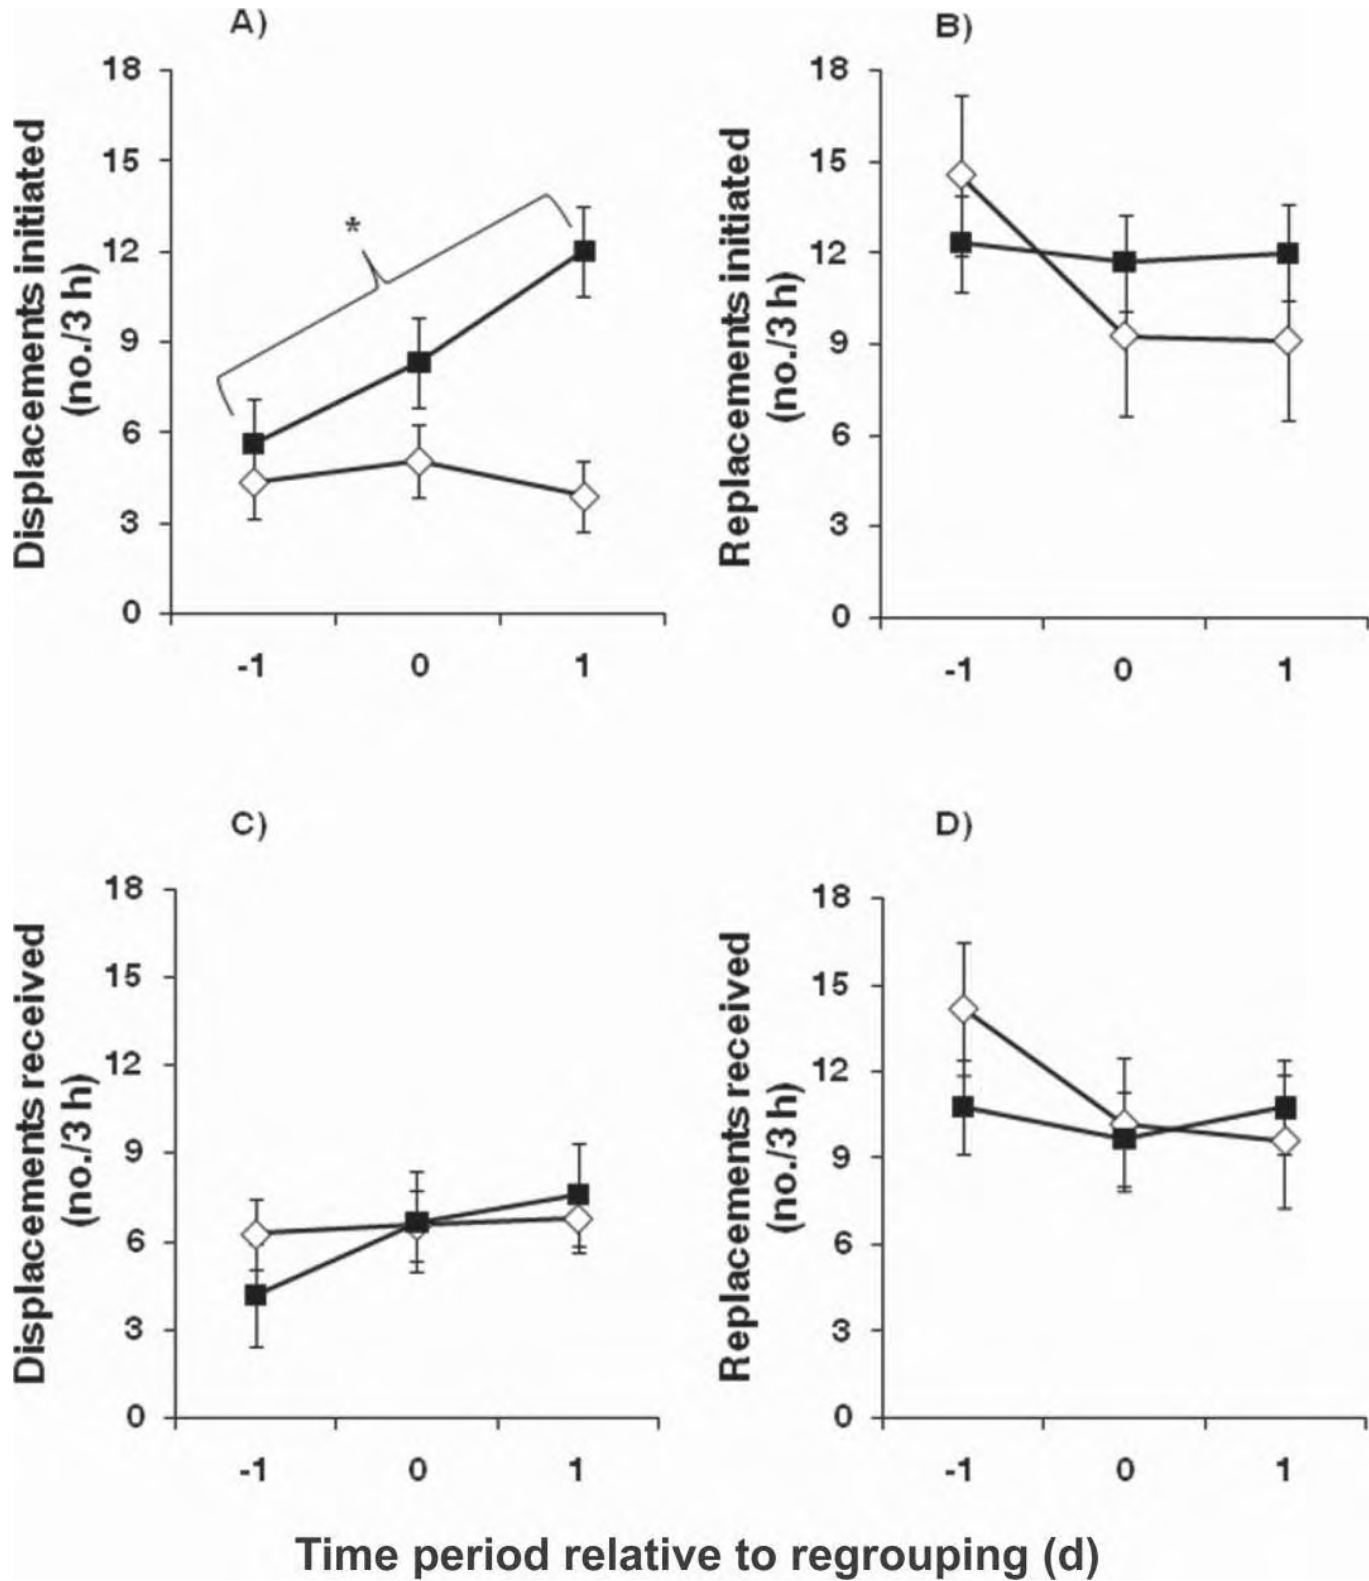 A)
Displacements initiated
(no./3 h)
18
15
12
9
6
3
0
*
-1 0 1
B)
Replacements initiated
(no./3 h)
18
15
12
9
6
3
0
-1 0 1
C)
Displacements received
(no./3 h)
18
15
12
9
6
3
0
-1 0 1
D)
Replacements received
(no./3 h)
18
15
12
9
6
3
0
-1 0 1
Time period relative to regrouping (d)